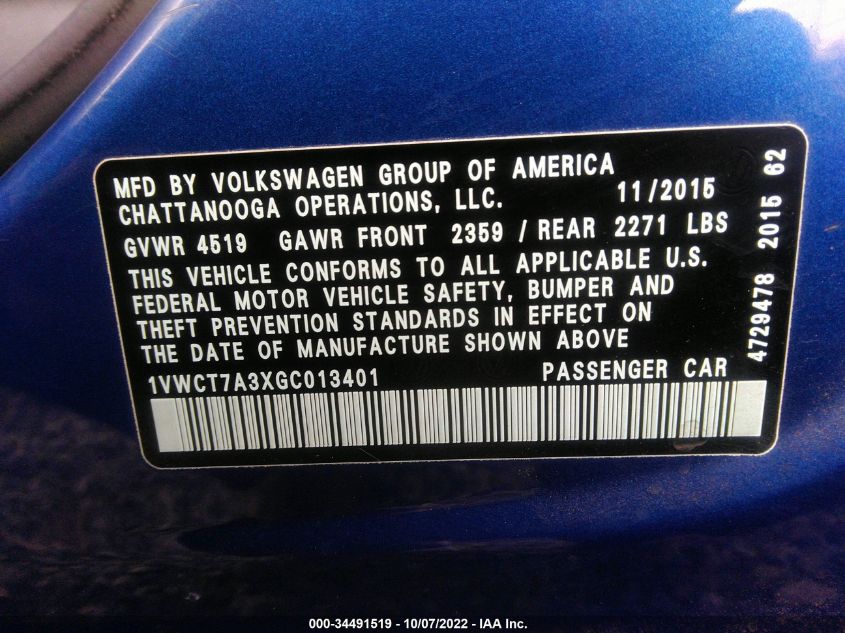 MFD BY VOLKSWAGEN GROUP OF AMERICA
CHATTANOOGA OPERATIONS, LLC. 11/2015
GVWR 4519 GAWR FRONT 2359 / REAR 2271 LBS
THIS VEHICLE CONFORMS TO ALL APPLICABLE U.S.
FEDERAL MOTOR VEHICLE SAFETY, BUMPER AND
THEFT PREVENTION STANDARDS IN EFFECT ON
THE DATE OF MANUFACTURE SHOWN ABOVE
1VWCT7A3XGC013401 PASSENGER CAR
4729478 2015 62
000-34491519 - 10/07/2022 - IAA Inc.